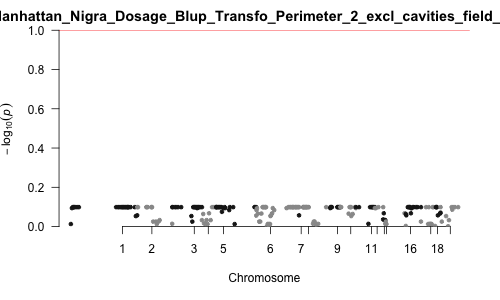 Manhattan_Nigra_Dosage_Blup_Transfo_Perimeter_2_excl_cavities_field_
1.0
0.8
0.6
0.4
0.2
0.0
− log10(p)
1 2 3 5 6 7 9 11 16 18
Chromosome